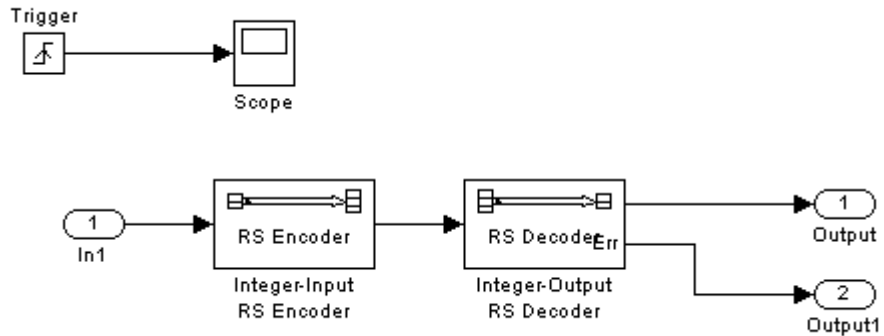 Trigger
Scope
1
In1
RS Encoder
Integer-Input
RS Encoder
RS Decoder
Err
Integer-Output
RS Decoder
1
Output
2
Output1